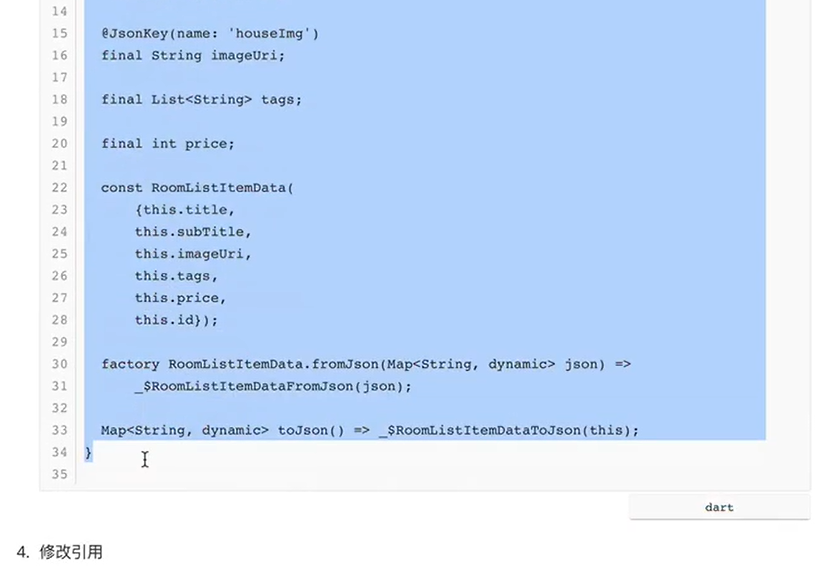 14
15 @JsonKey(name: 'houseImg')
16 final String imageUri;
17
18 final List<String> tags;
19
20 final int price;
21
22 const RoomListItemData(
23 {this.title,
24 this.subTitle,
25 this.imageUri,
26 this.tags,
27 this.price,
28 this.id});
29
30 factory RoomListItemData.fromJson(Map<String, dynamic> json) =>
31 _$RoomListItemDataFromJson(json);
32
33 Map<String, dynamic> toJson() => _$RoomListItemDataToJson(this);
34 }
35
dart
4. 修改引用